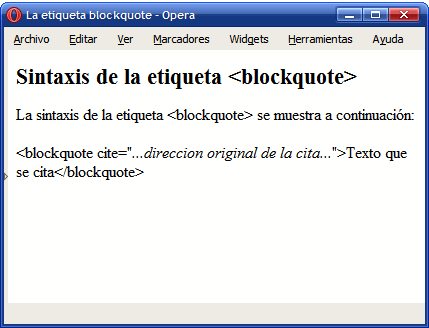 La etiqueta blockquote - Opera
Archivo Editar Ver Marcadores Widgets Herramientas Ayuda
Sintaxis de la etiqueta <blockquote>
La sintaxis de la etiqueta <blockquote> se muestra a continuación:
<blockquote cite="...direccion original de la cita...">Texto que
se cita</blockquote>